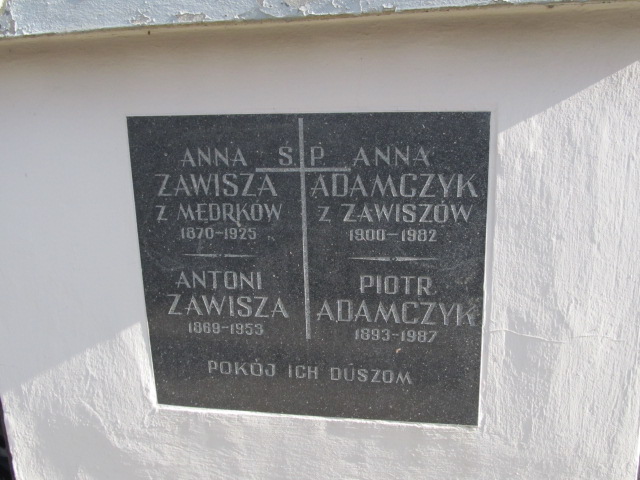 Ś P
ANNA
ZAWISZA
Z MĘDRKÓW
1870-1925
ANTONI
ZAWISZA
1869-1953
ANNA
ADAMCZYK
Z ZAWISZÓW
1900-1982
PIOTR
ADAMCZYK
1893-1987
POKÓJ ICH DUSZOM